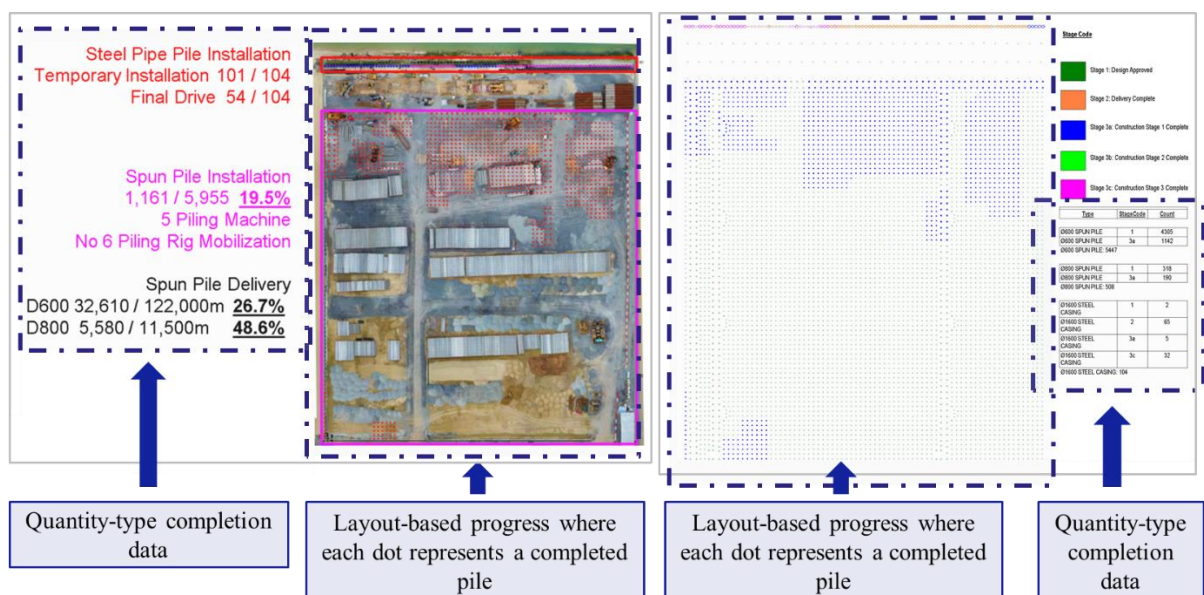 Steel Pipe Pile Installation
Temporary Installation 101 / 104
Final Drive 54 / 104
Spun Pile Installation
1,161 / 5,955 19.5%
5 Piling Machine
No 6 Piling Rig Mobilization
Spun Pile Delivery
D600 32,610 / 122,000m 26.7%
D800 5,580 / 11,500m 48.6%
Stage Code
Stage 1: Design Approved
Stage 2: Delivery Complete
Stage 3a: Construction Stage 1 Complete
Stage 3b: Construction Stage 2 Complete
Stage 3c: Construction Stage 3 Complete
Type StageCode Count
Ø600 SPUN PILE 1 4305
Ø600 SPUN PILE 3a 1142
Ø600 SPUN PILE: 5447
Ø800 SPUN PILE 1 318
Ø800 SPUN PILE 3a 190
Ø800 SPUN PILE: 508
Ø1600 STEEL 1 2
CASING
Ø1600 STEEL 2 65
CASING
Ø1600 STEEL 3a 5
CASING
Ø1600 STEEL 3c 32
CASING
Ø1600 STEEL CASING: 104
Quantity-type completion
data
Layout-based progress where
each dot represents a completed
pile
Layout-based progress where
each dot represents a completed
pile
Quantity-type
completion
data